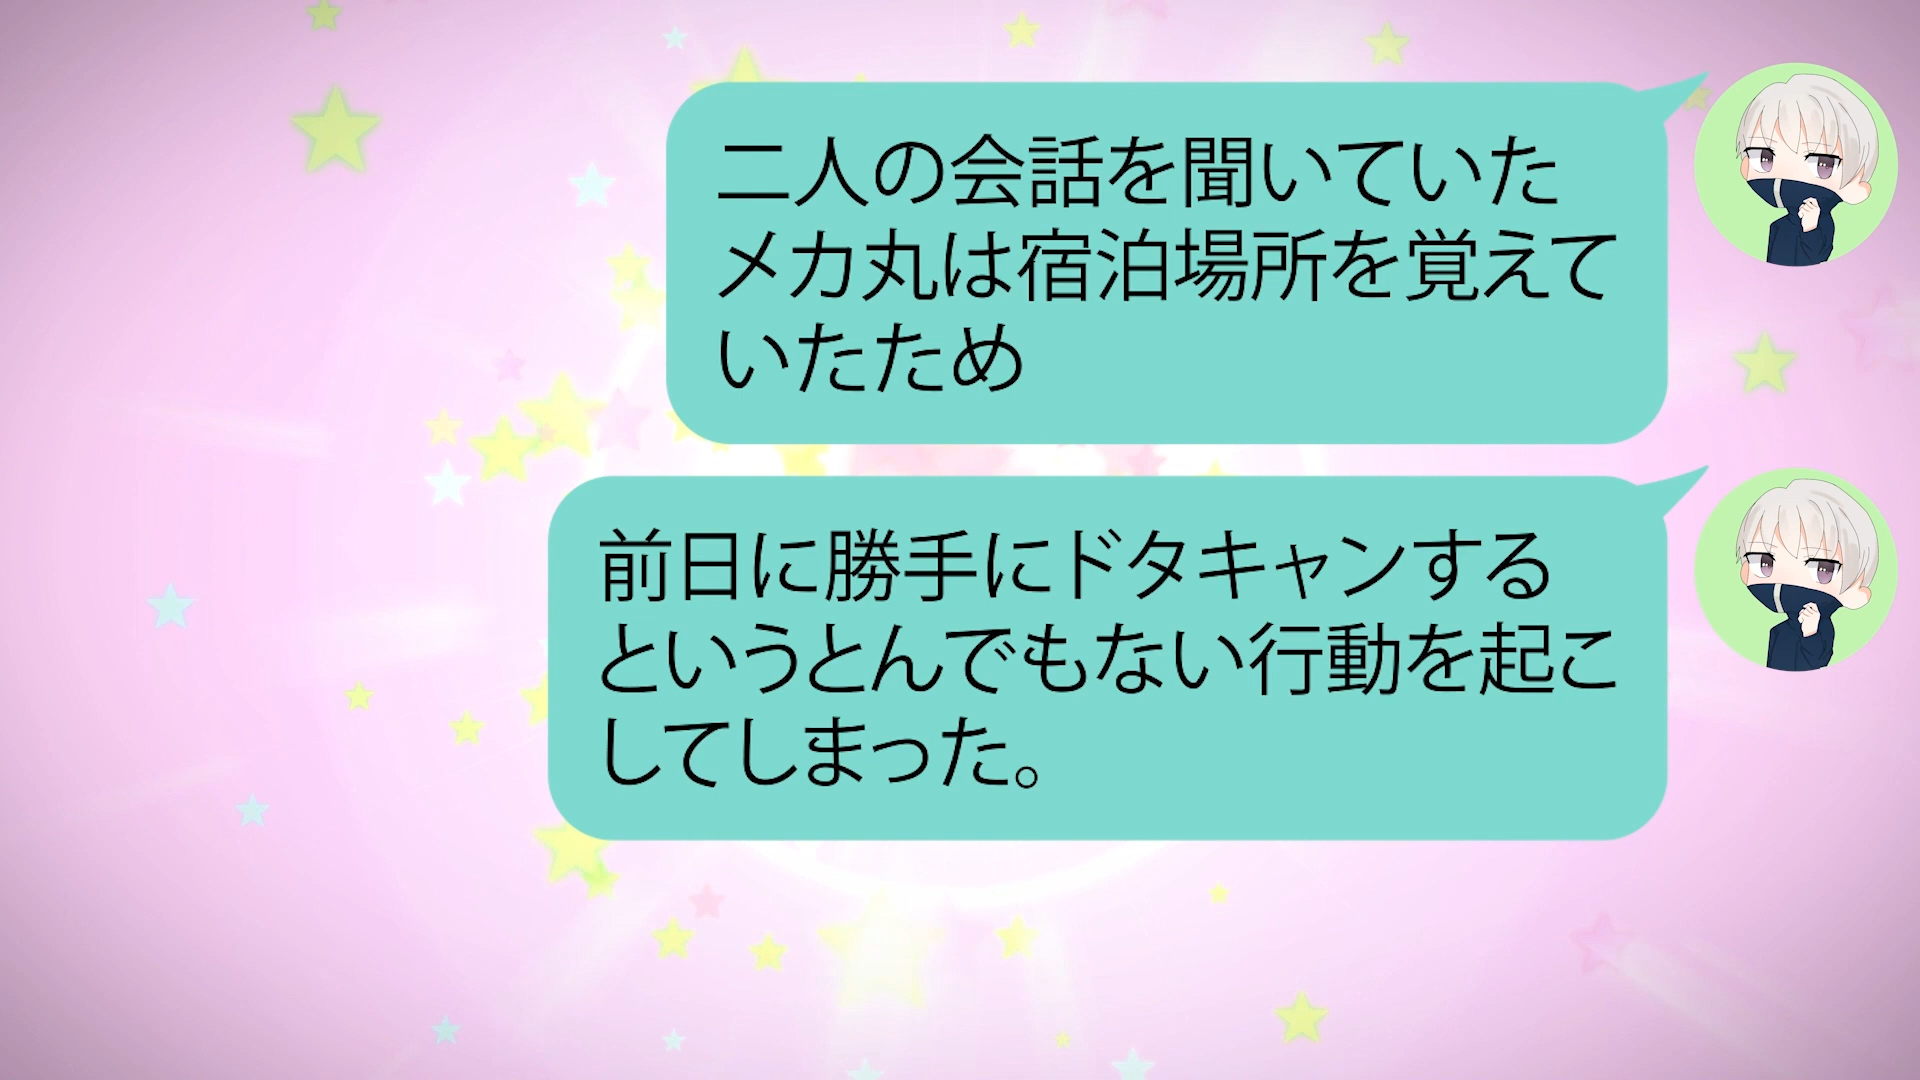 二人の会話を聞いていた
メカ丸は宿泊場所を覚えて
いたため
前日に勝手にドタキャンする
というとんでもない行動を起こ
してしまった。